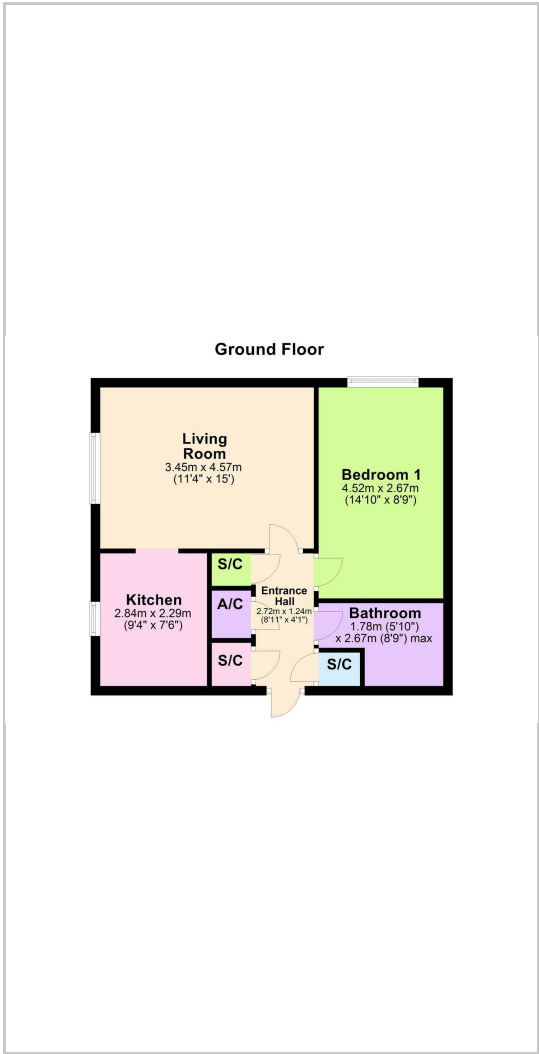 Ground Floor
Living
Room
3.45m x 4.57m
(11'4" x 15')
Bedroom 1
4.52m x 2.67m
(14'10" x 8'9")
S/C
Kitchen
2.84m x 2.29m
(9'4" x 7'6")
A/C
Entrance
Hall
2.72m x 1.24m
(8'11" x 4'1")
Bathroom
1.78m (5'10")
x 2.67m (8'9") max
S/C
S/C